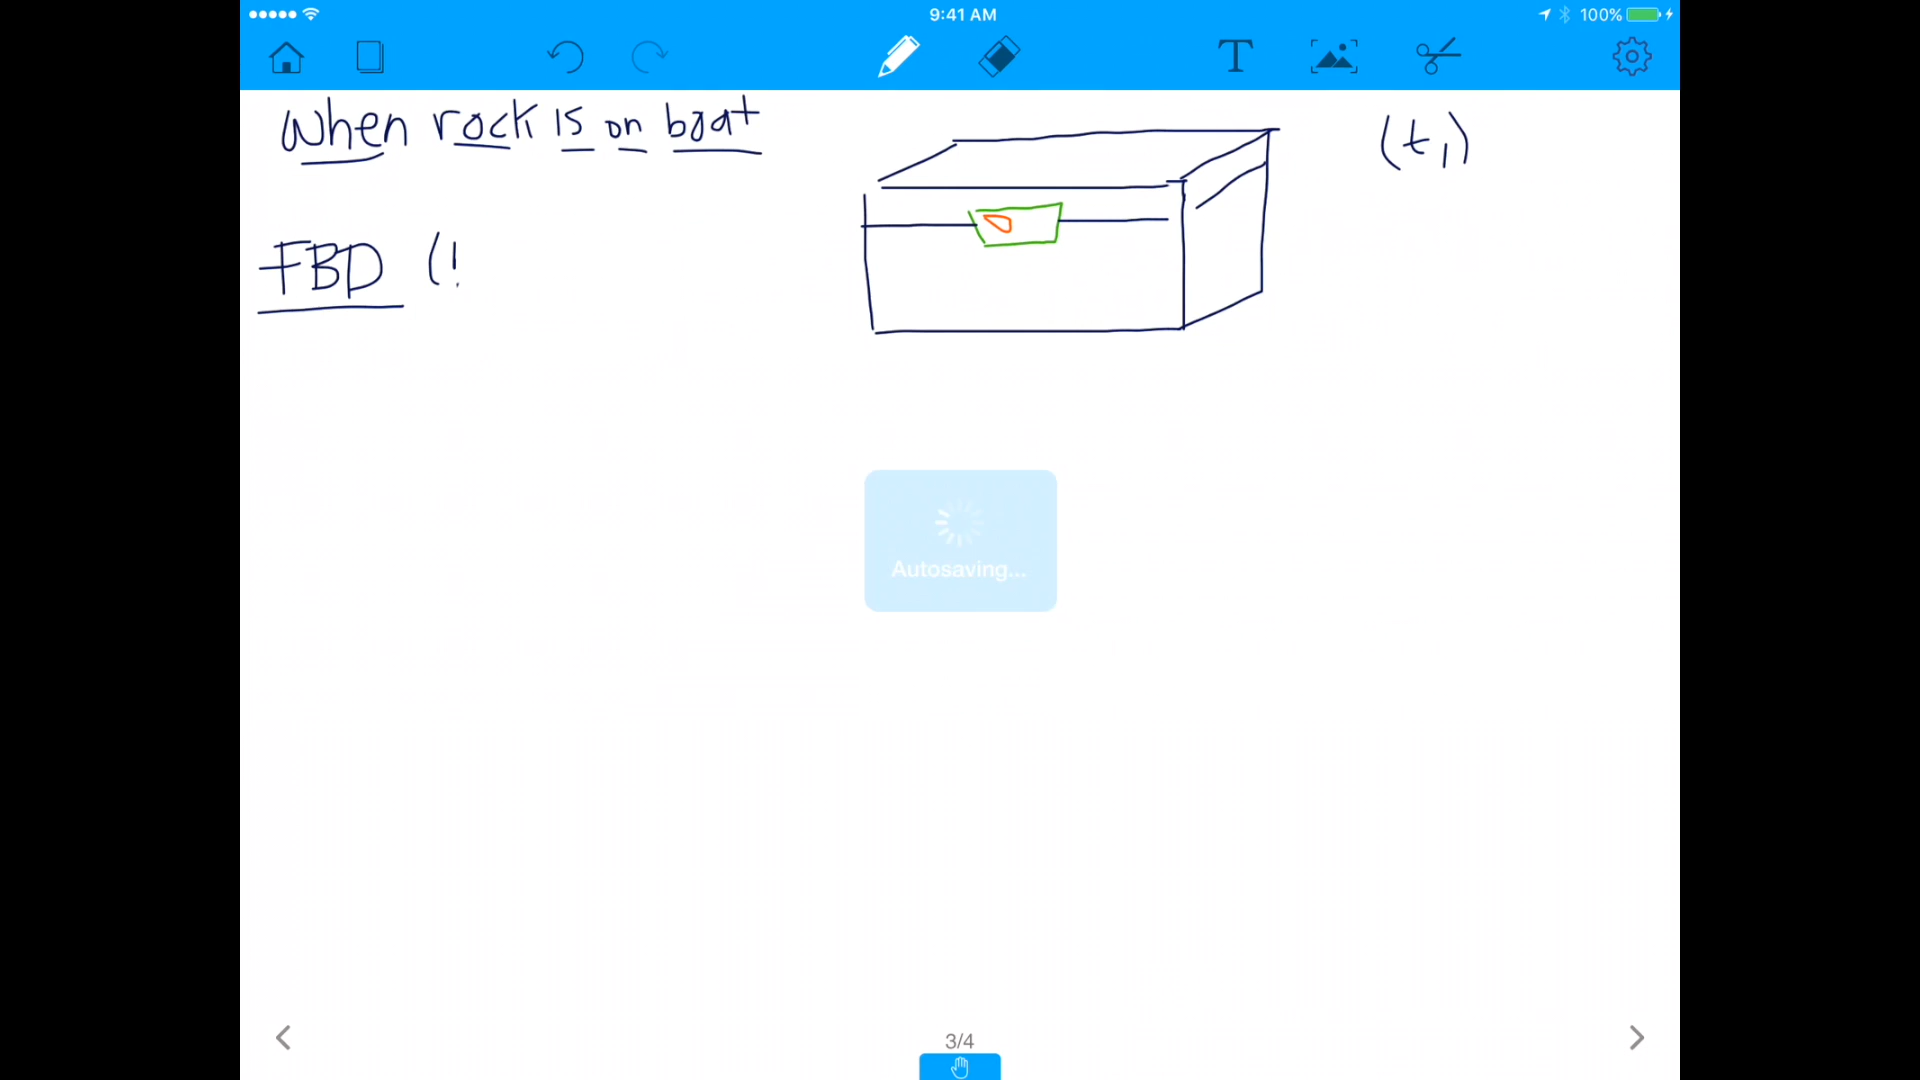 9:41 AM
100%
T
When rock is on boat
(t₁)
FBD (!
Autosaving...
3/4